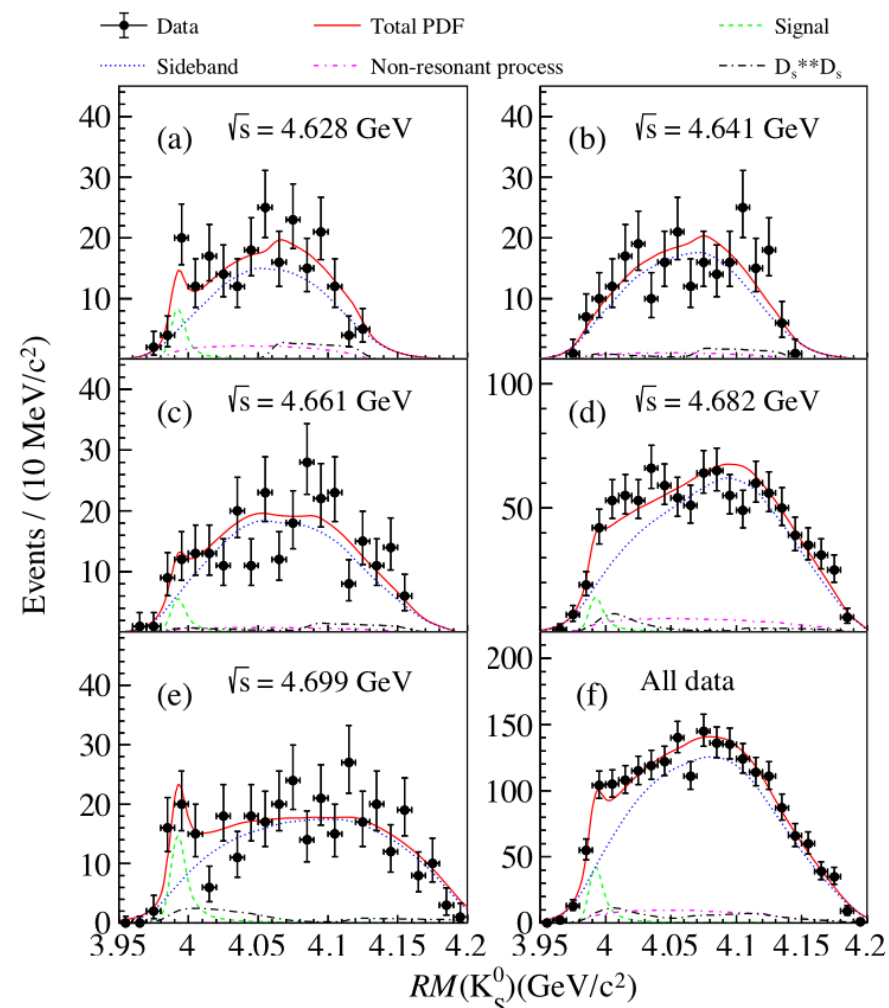 Data Total PDF Signal
Sideband Non-resonant process D_s**D_s
(a) √s = 4.628 GeV
(b) √s = 4.641 GeV
40
30
20
10
40
30
20
10
(c) √s = 4.661 GeV
(d) √s = 4.682 GeV
40
30
20
10
100
50
(e) √s = 4.699 GeV
(f) All data
40
30
20
10
0
200
150
100
50
0
3.95 4 4.05 4.1 4.15 4.2
3.95 4 4.05 4.1 4.15 4.2
Events / (10 MeV/c²)
RM(K⁰_S)(GeV/c²)